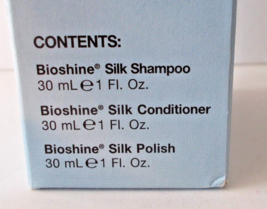 CONTENTS:
Bioshine® Silk Shampoo
30 mL ℮ 1 Fl. Oz.
Bioshine® Silk Conditioner
30 mL ℮ 1 Fl. Oz.
Bioshine® Silk Polish
30 mL ℮ 1 Fl. Oz.